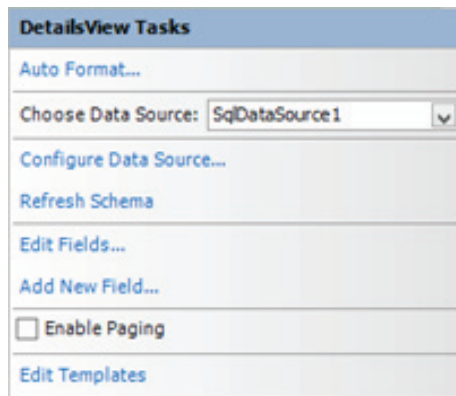 DetailsView Tasks
Auto Format...
Choose Data Source: SqlDataSource1
Configure Data Source...
Refresh Schema
Edit Fields...
Add New Field...
Enable Paging
Edit Templates